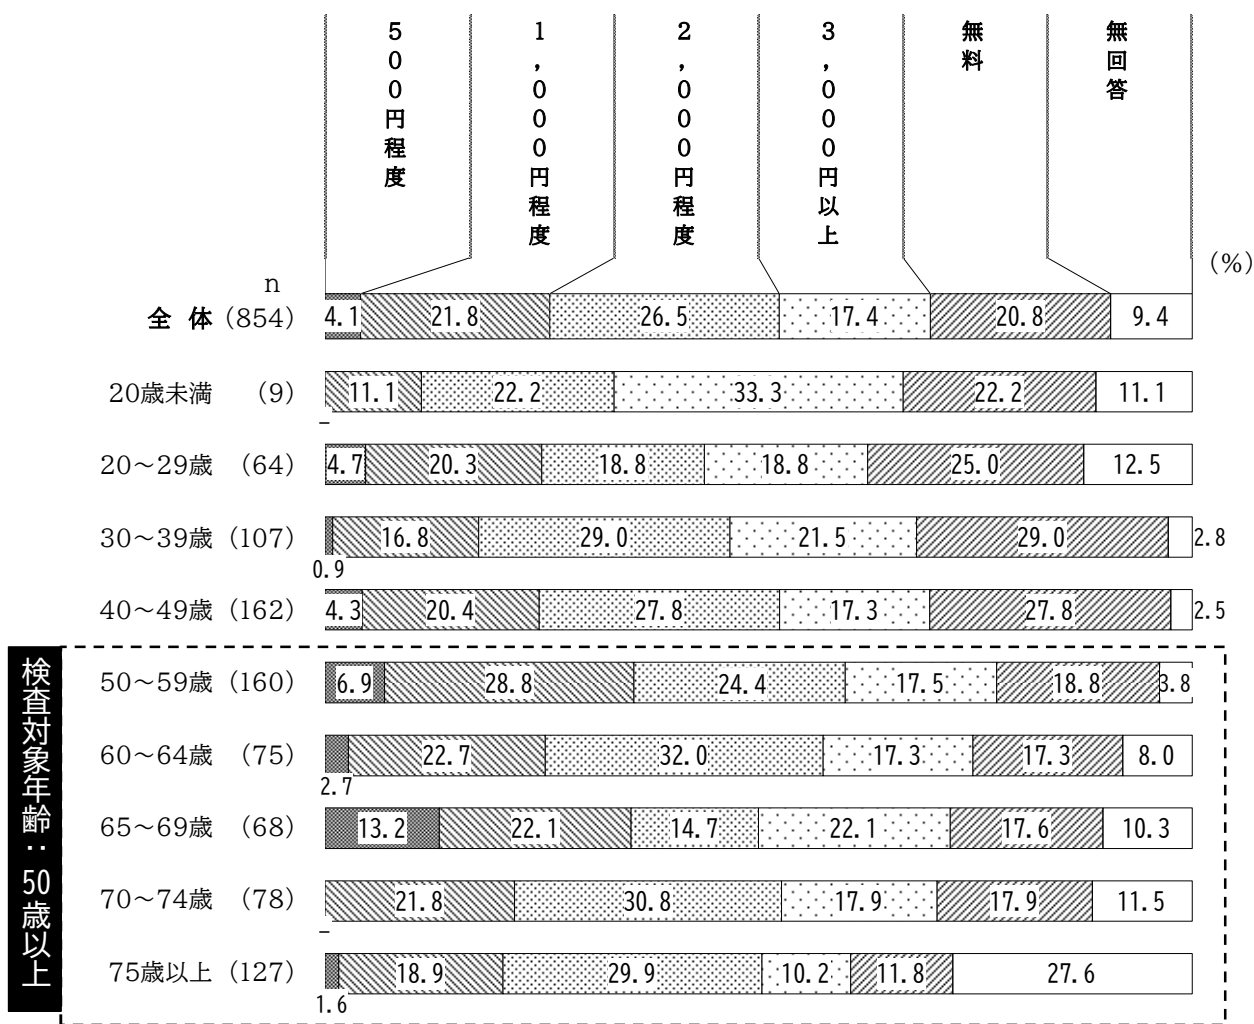 500円程度
1,000円程度
2,000円程度
3,000円以上
無料
無回答
(%)
n
全 体 (854) 4.1 21.8 26.5 17.4 20.8 9.4
20歳未満 (9) – 11.1 22.2 33.3 22.2 11.1
20～29歳 (64) 4.7 20.3 18.8 18.8 25.0 12.5
30～39歳 (107) 0.9 16.8 29.0 21.5 29.0 2.8
40～49歳 (162) 4.3 20.4 27.8 17.3 27.8 2.5
検査対象年齢：50歳以上
50～59歳 (160) 6.9 28.8 24.4 17.5 18.8 3.8
60～64歳 (75) 2.7 22.7 32.0 17.3 17.3 8.0
65～69歳 (68) 13.2 22.1 14.7 22.1 17.6 10.3
70～74歳 (78) – 21.8 30.8 17.9 17.9 11.5
75歳以上 (127) 1.6 18.9 29.9 10.2 11.8 27.6